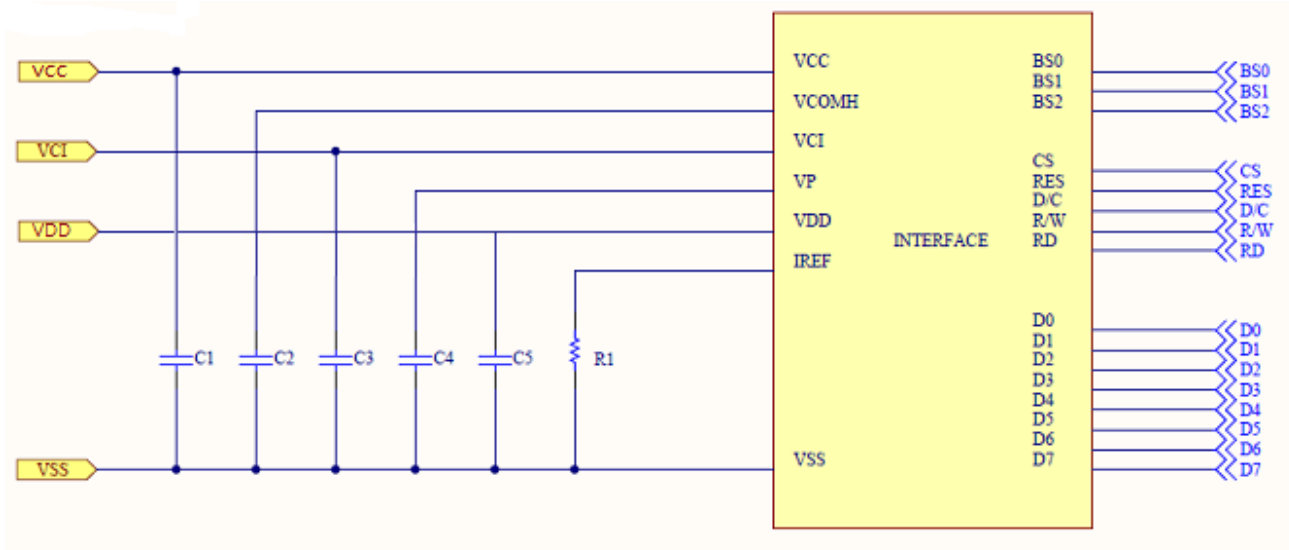 VCC
VCI
VDD
VSS
C1
C2
C3
C4
C5
R1
VCC
VCOMH
VCI
VP
VDD
IREF
VSS
INTERFACE
BS0
BS1
BS2
CS
RES
D/C
R/W
RD
D0
D1
D2
D3
D4
D5
D6
D7
BS0
BS1
BS2
CS
RES
D/C
R/W
RD
D0
D1
D2
D3
D4
D5
D6
D7